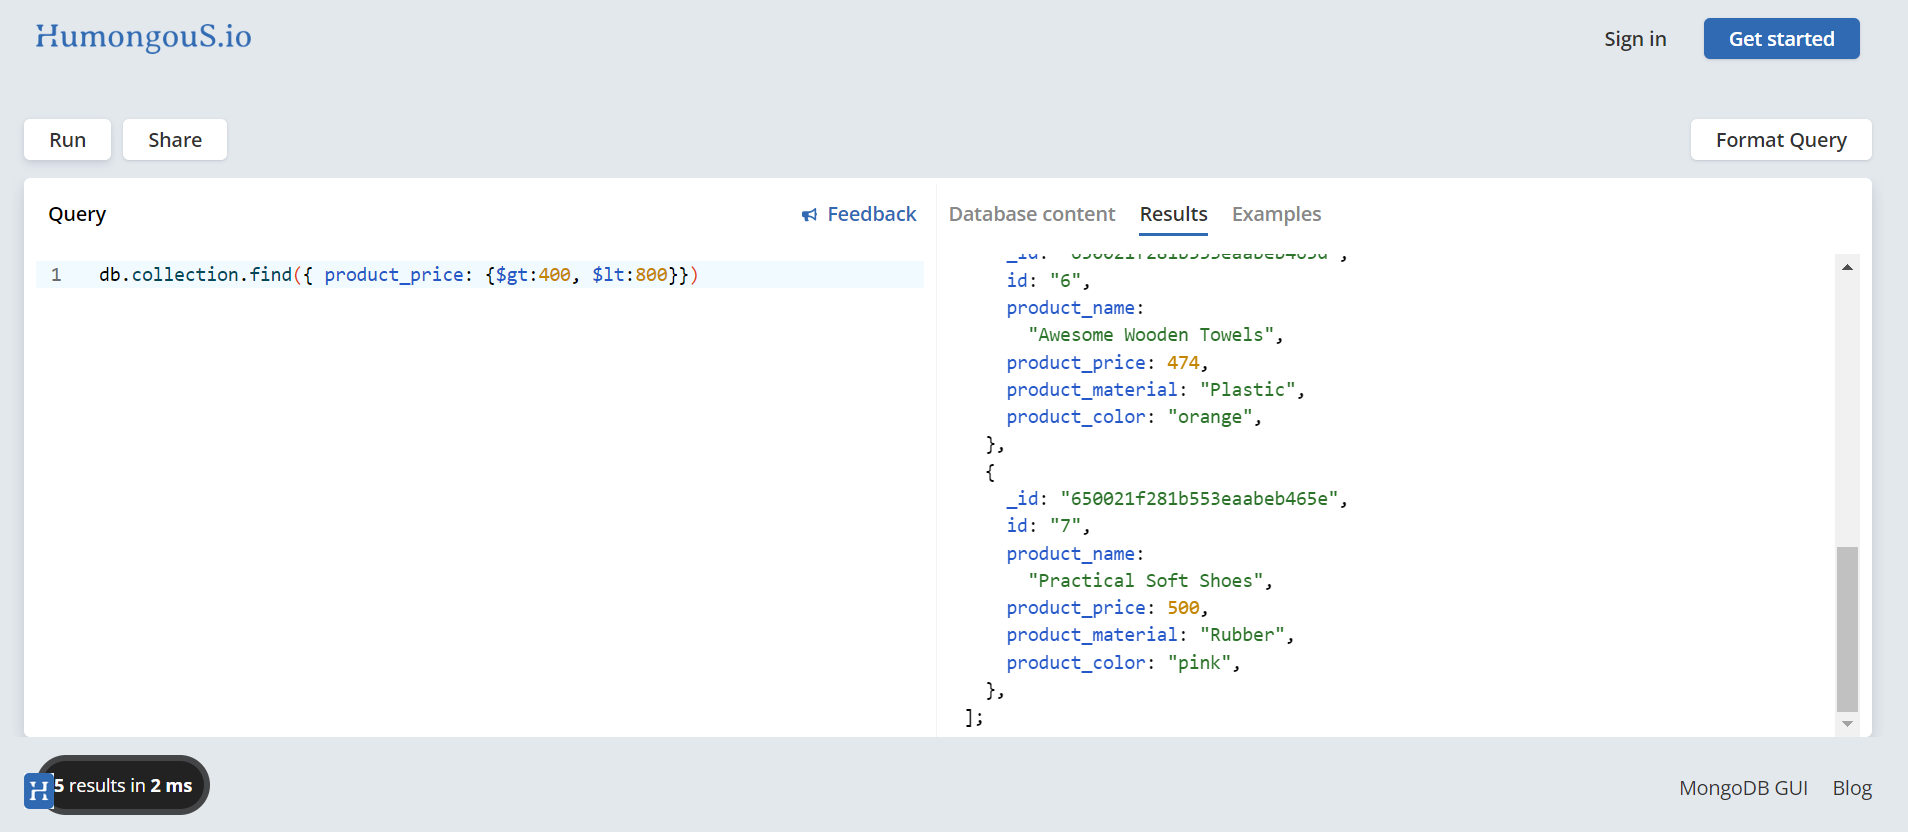 HumongouS.io
Sign in
Get started
Run
Share
Format Query
Query
Feedback
1 db.collection.find({ product_price: {$gt:400, $lt:800}})
Database content
Results
Examples
id: "6",
product_name:
"Awesome Wooden Towels",
product_price: 474,
product_material: "Plastic",
product_color: "orange",
},
{
_id: "650021f281b553eaabeb465e",
id: "7",
product_name:
"Practical Soft Shoes",
product_price: 500,
product_material: "Rubber",
product_color: "pink",
},
];
H
5 results in 2 ms
MongoDB GUI
Blog